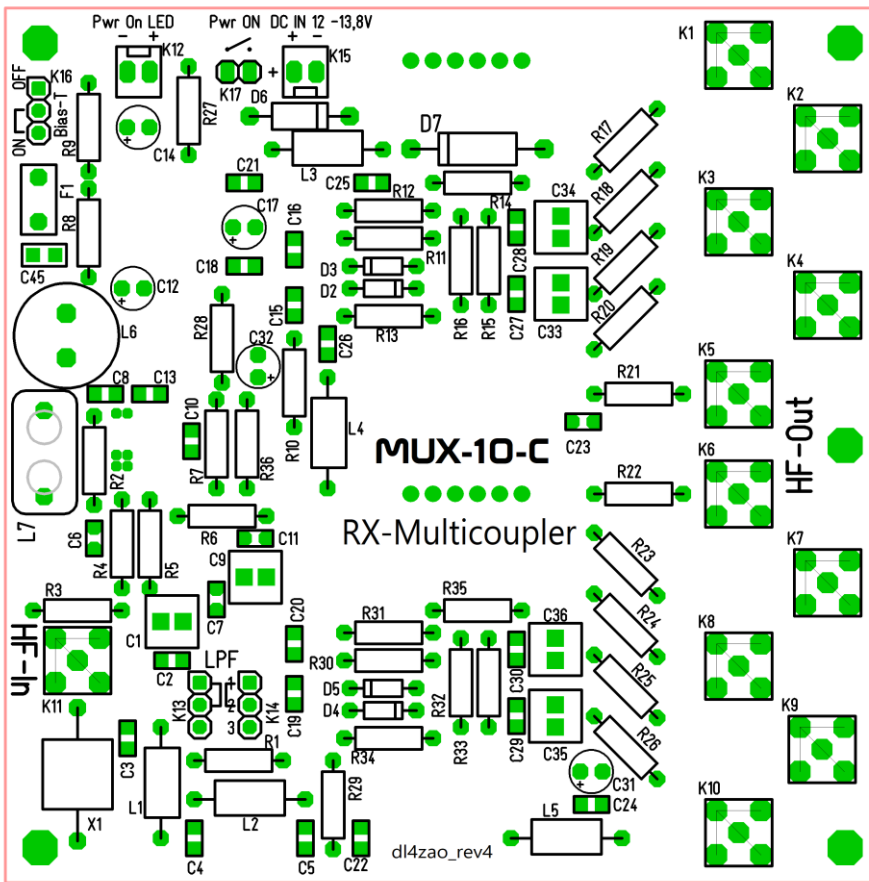 Pwr On LED
Pwr ON DC IN 12 -13,8V
- +
+ -
K12
K15
K1
OFF
K16
Bias-T
ON
K17
+
D6
R27
R9
C14
L3
D7
R17
K2
C21
C25
F1
R8
R12
C34
R18
K3
C17
C16
R14
R11
C28
C45
C18
D3
R19
K4
C12
D2
L6
R28
C15
R13
R16
R15
C27
C33
R20
C32
C26
C8
C13
K5
R21
L7
R2
C10
R7
R36
R10
L4
C23
MUX-10-C
HF-Out
K6
R22
RX-Multicoupler
C6
R4
R5
R6
C11
C9
R23
K7
R3
C7
C1
R35
R31
C36
R24
HF-In
K11
C2
LPF
C20
R30
C30
K8
K13
1
2
3
K14
C19
D5
D4
R32
R25
K9
C3
R1
R34
R33
C29
C35
R26
X1
L1
L2
R29
C31
C24
K10
L5
C4
C5
C22
dl4zao_rev4